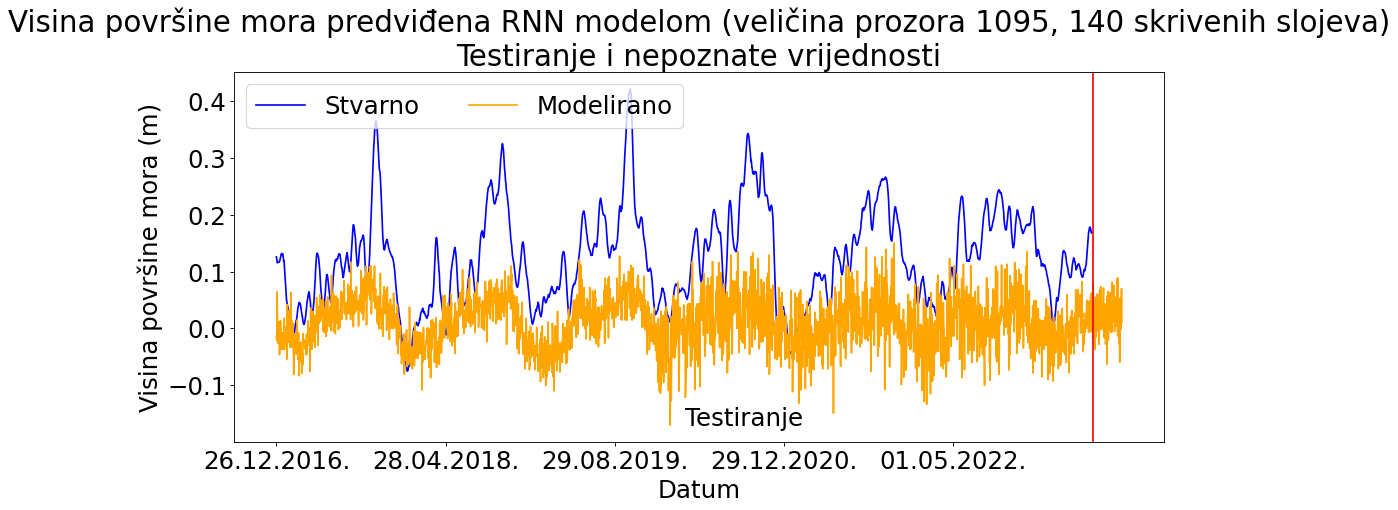 Visina površine mora predviđena RNN modelom (veličina prozora 1095, 140 skrivenih slojeva)
Testiranje i nepoznate vrijednosti
Stvarno Modelirano
Visina površine mora (m)
0.4
0.3
0.2
0.1
0.0
−0.1
Testiranje
26.12.2016. 28.04.2018. 29.08.2019. 29.12.2020. 01.05.2022.
Datum